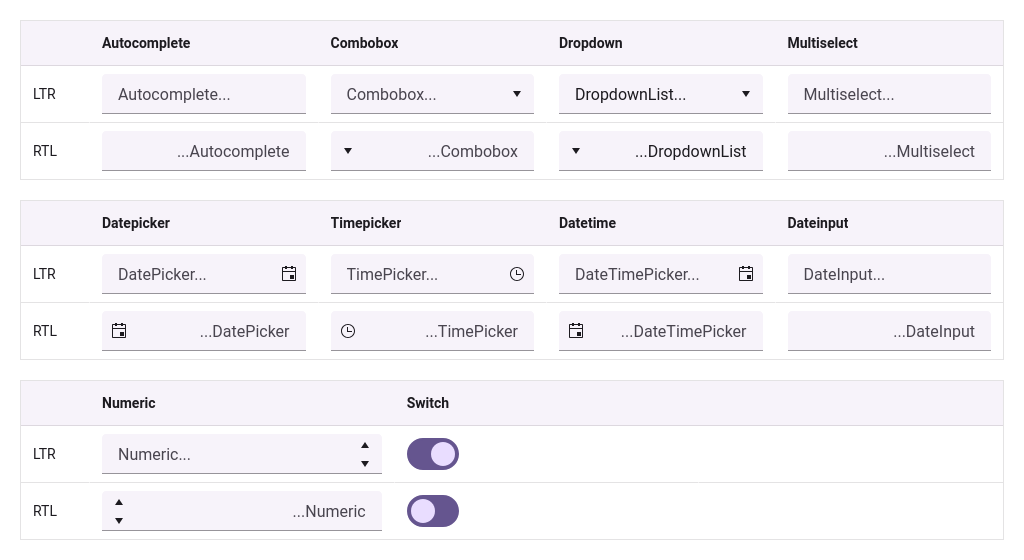 Autocomplete Combobox Dropdown Multiselect
LTR Autocomplete... Combobox... DropdownList... Multiselect...
RTL ...Autocomplete ...Combobox ...DropdownList ...Multiselect
Datepicker Timepicker Datetime Dateinput
LTR DatePicker... TimePicker... DateTimePicker... DateInput...
RTL ...DatePicker ...TimePicker ...DateTimePicker ...DateInput
Numeric Switch
LTR Numeric...
RTL ...Numeric